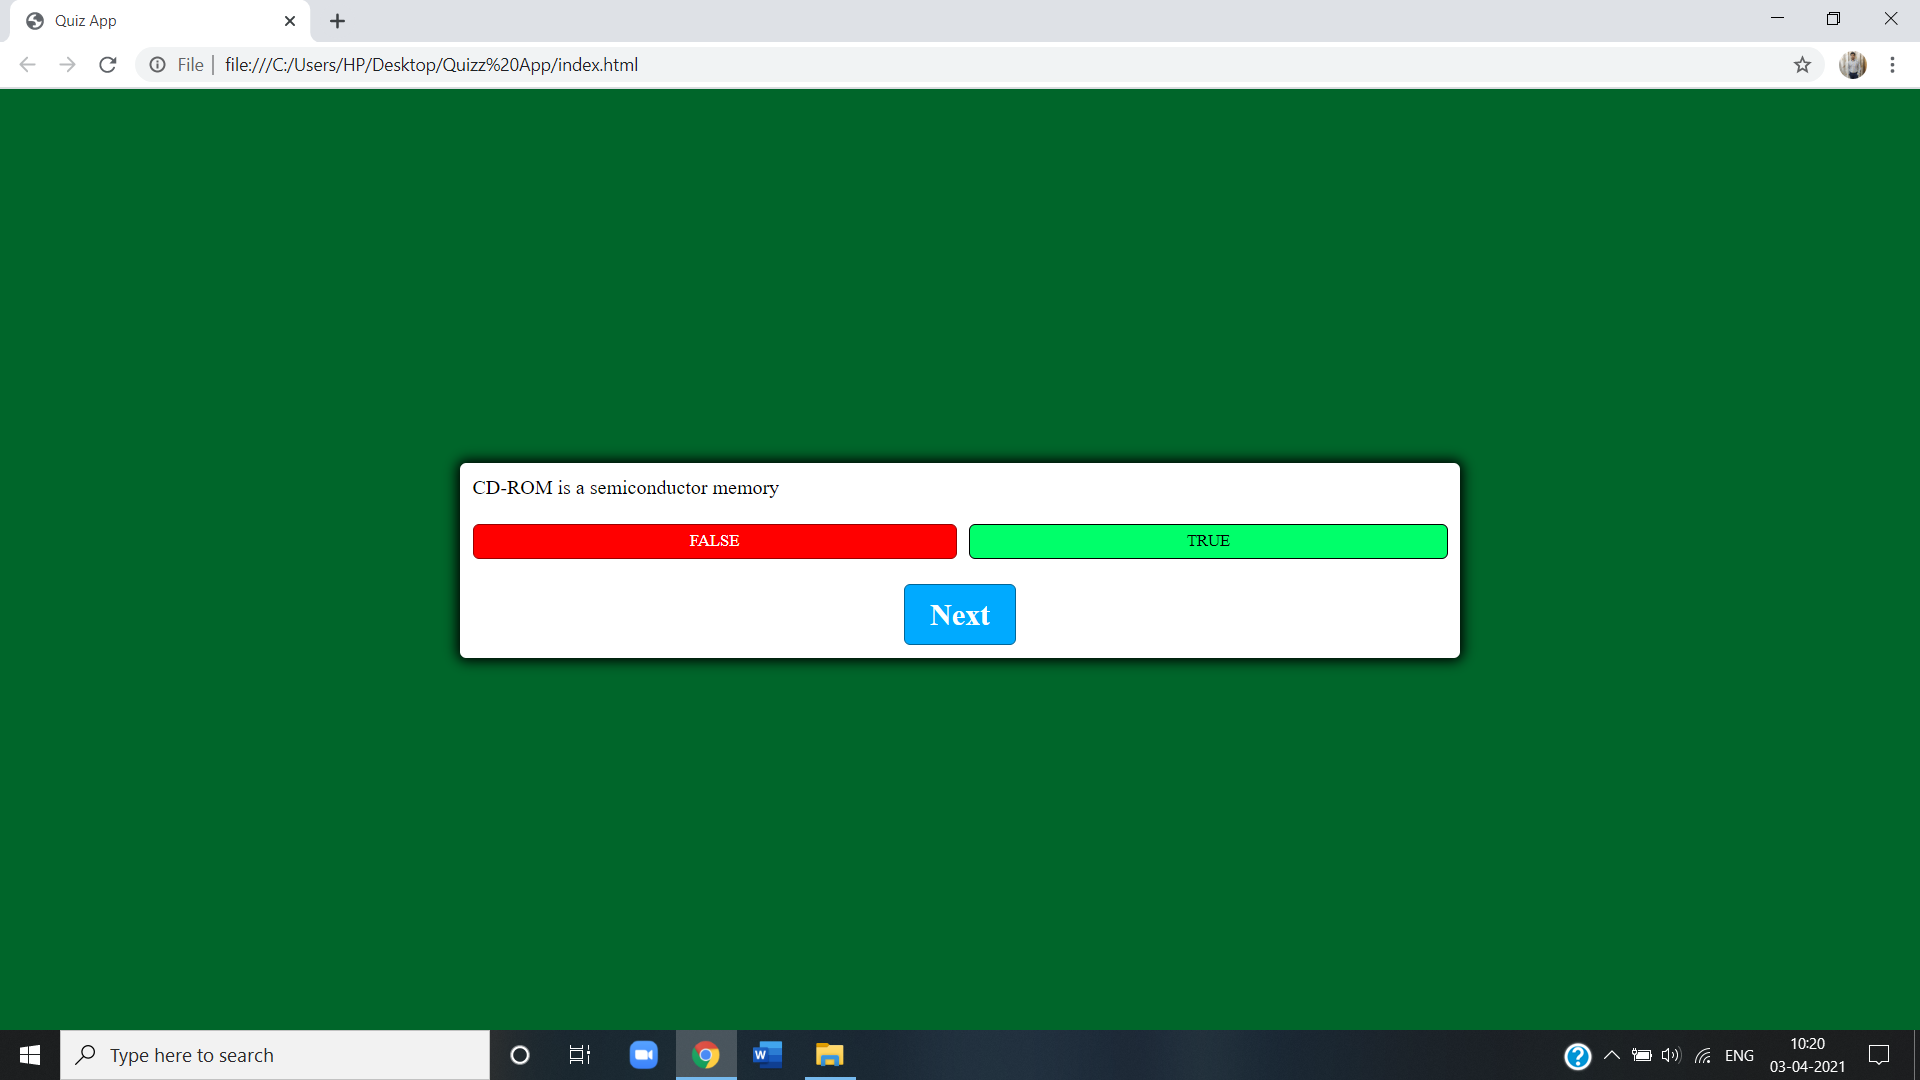 Quiz App
File
file:///C:/Users/HP/Desktop/Quizz%20App/index.html
CD-ROM is a semiconductor memory
FALSE TRUE
Next
Type here to search
W
ENG
10:20
03-04-2021